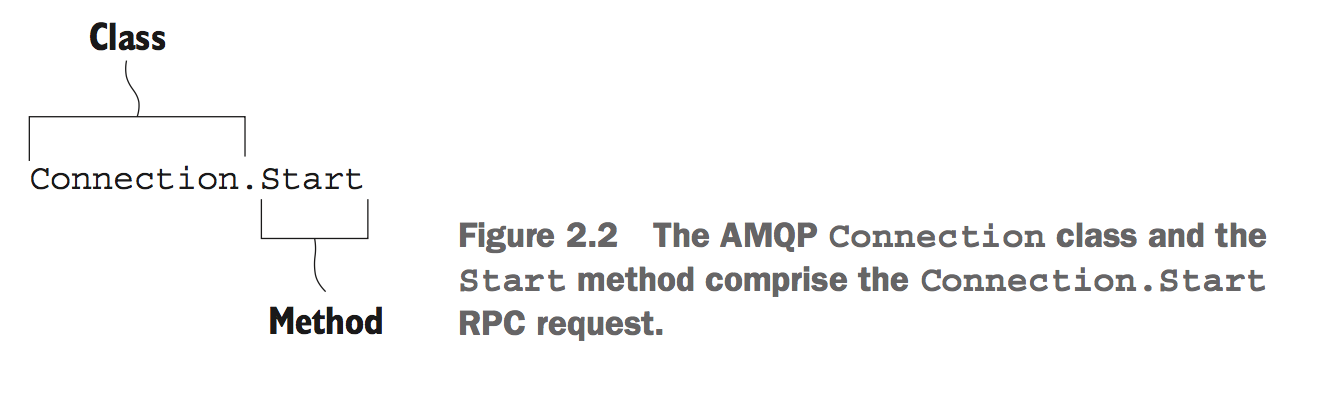 Class
Connection.Start
Method
Figure 2.2 The AMQP Connection class and the
Start method comprise the Connection.Start
RPC request.